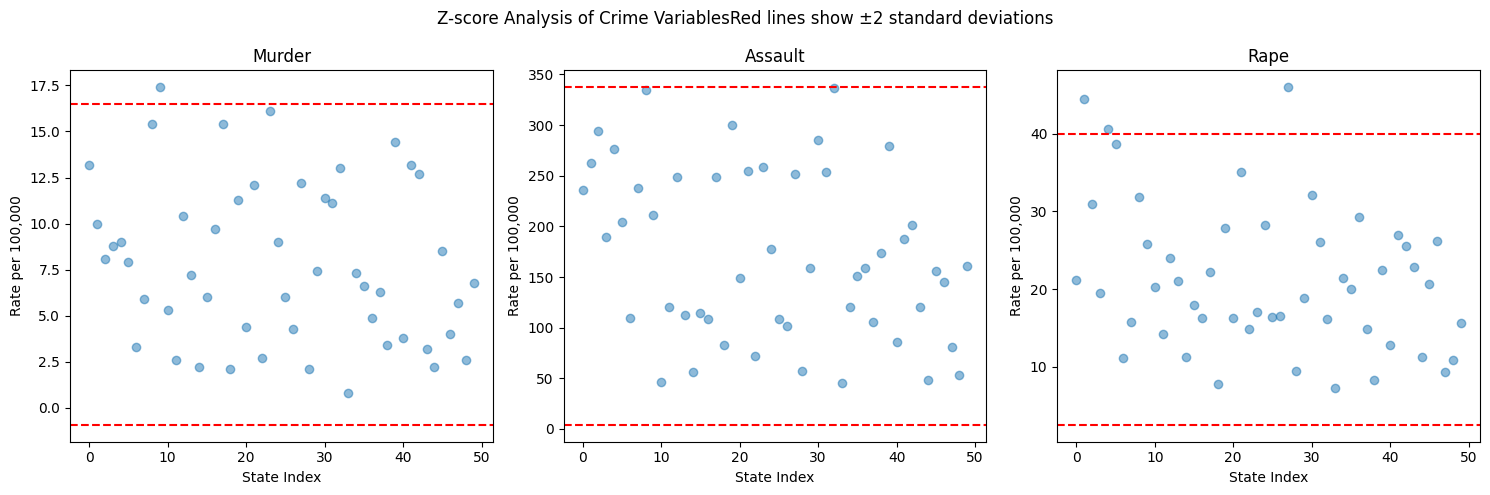 Z-score Analysis of Crime VariablesRed lines show ±2 standard deviations
Murder
17.5
15.0
12.5
10.0
7.5
5.0
2.5
0.0
Rate per 100,000
0 10 20 30 40 50
State Index
Assault
350
300
250
200
150
100
50
0
Rate per 100,000
0 10 20 30 40 50
State Index
Rape
40
30
20
10
Rate per 100,000
0 10 20 30 40 50
State Index